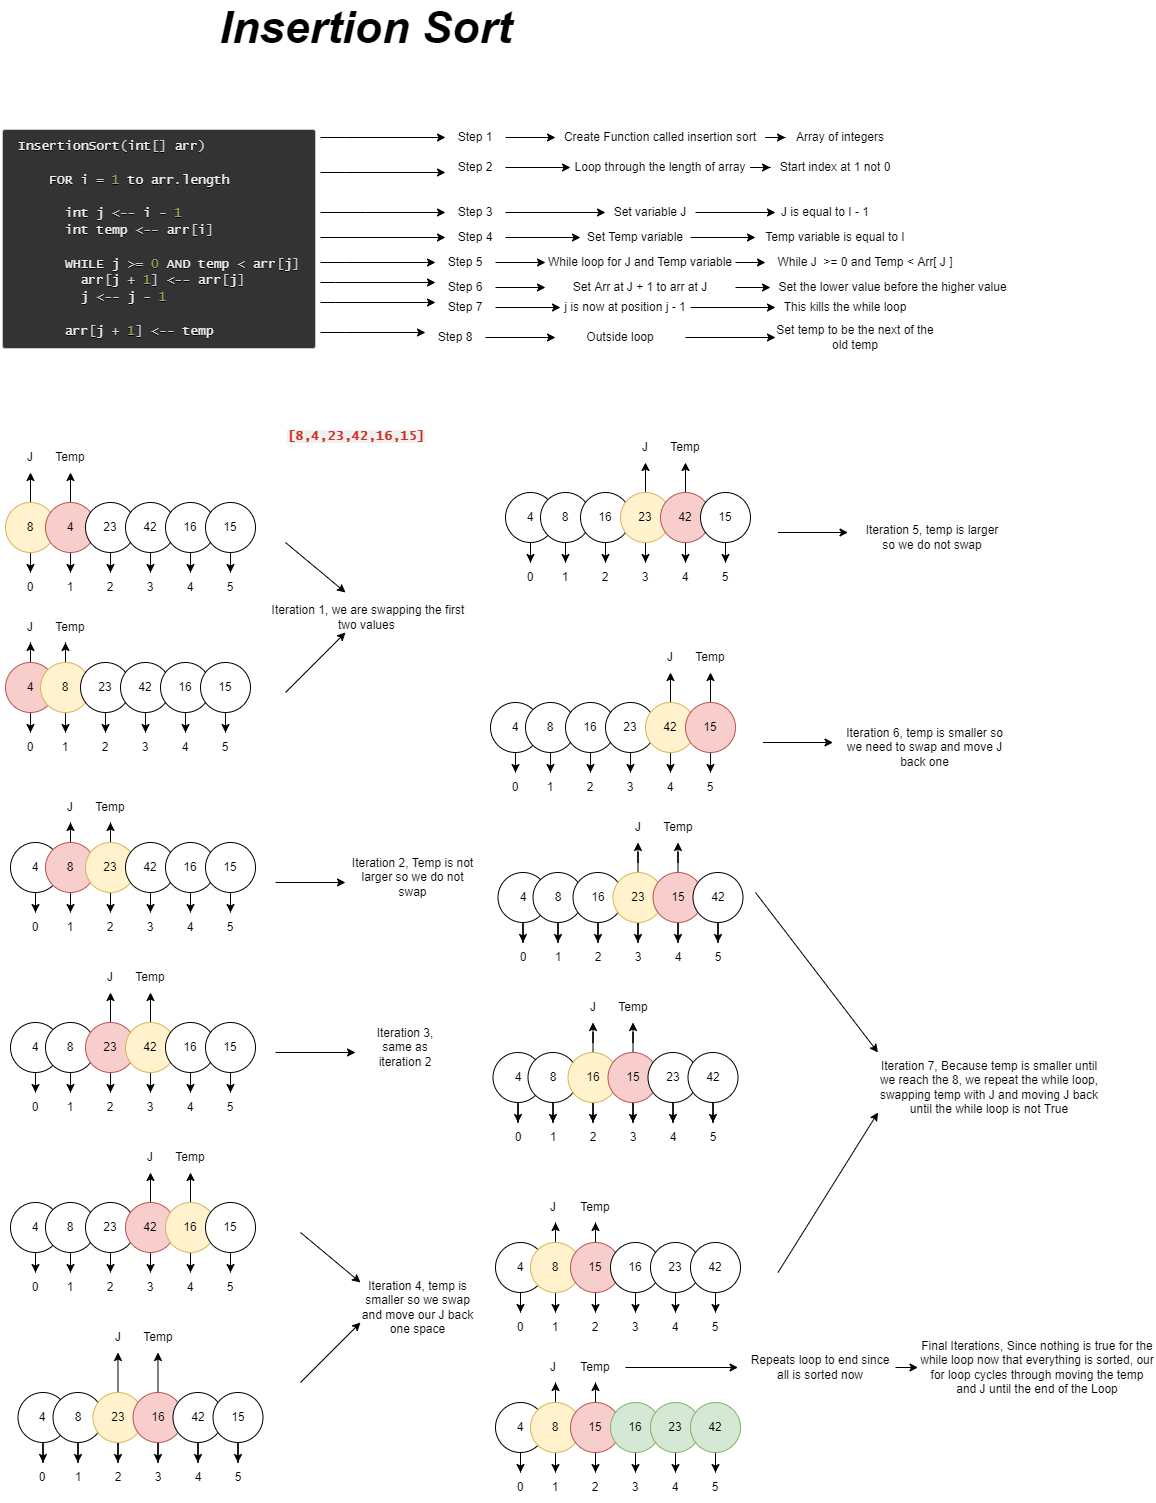 Insertion Sort
InsertionSort(int[] arr)
FOR i = 1 to arr.length
int j <-- i - 1
int temp <-- arr[i]
WHILE j >= 0 AND temp < arr[j]
arr[j + 1] <-- arr[j]
j <-- j - 1
arr[j + 1] <-- temp
Step 1
Create Function called insertion sort
Array of integers
Step 2
Loop through the length of array
Start index at 1 not 0
Step 3
Set variable J
J is equal to I - 1
Step 4
Set Temp variable
Temp variable is equal to I
Step 5
While loop for J and Temp variable
While J  >= 0 and Temp < Arr[ J ]
Step 6
Set Arr at J + 1 to arr at J
Set the lower value before the higher value
Step 7
j is now at position j - 1
This kills the while loop
Step 8
Outside loop
Set temp to be the next of the
old temp
[8,4,23,42,16,15]
J Temp
8 4 23 42 16 15
0 1 2 3 4 5
Iteration 1, we are swapping the first
two values
J Temp
4 8 23 42 16 15
0 1 2 3 4 5
J Temp
4 8 23 42 16 15
0 1 2 3 4 5
Iteration 2, Temp is not
larger so we do not
swap
J Temp
4 8 23 42 16 15
0 1 2 3 4 5
Iteration 3,
same as
iteration 2
J Temp
4 8 23 42 16 15
0 1 2 3 4 5
Iteration 4, temp is
smaller so we swap
and move our J back
one space
J Temp
4 8 23 16 42 15
0 1 2 3 4 5
J Temp
4 8 16 23 42 15
0 1 2 3 4 5
Iteration 5, temp is larger
so we do not swap
J Temp
4 8 16 23 42 15
0 1 2 3 4 5
Iteration 6, temp is smaller so
we need to swap and move J
back one
J Temp
4 8 16 23 15 42
0 1 2 3 4 5
J Temp
4 8 16 15 23 42
0 1 2 3 4 5
Iteration 7, Because temp is smaller until
we reach the 8, we repeat the while loop,
swapping temp with J and moving J back
until the while loop is not True
J Temp
4 8 15 16 23 42
0 1 2 3 4 5
J Temp
4 8 15 16 23 42
0 1 2 3 4 5
Repeats loop to end since
all is sorted now
Final Iterations, Since nothing is true for the
while loop now that everything is sorted, our
for loop cycles through moving the temp
and J until the end of the Loop